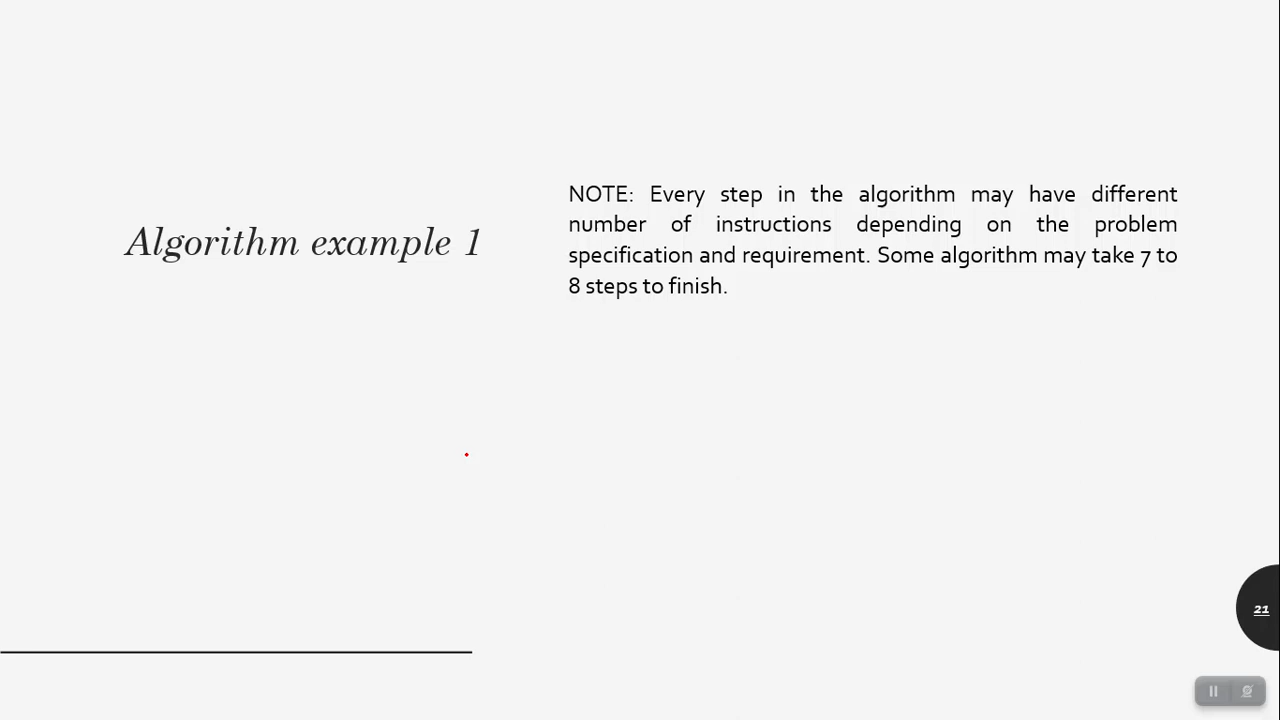 Algorithm example 1
NOTE: Every step in the algorithm may have different
number of instructions depending on the problem
specification and requirement. Some algorithm may take 7 to
8 steps to finish.
21